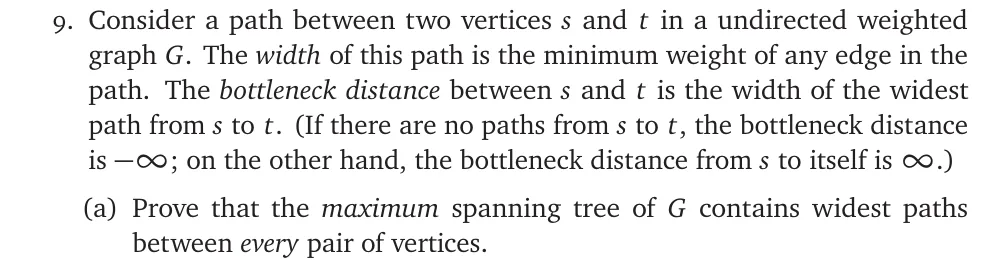 9. Consider a path between two vertices s and t in a undirected weighted
graph G. The width of this path is the minimum weight of any edge in the
path. The bottleneck distance between s and t is the width of the widest
path from s to t. (If there are no paths from s to t, the bottleneck distance
is −∞; on the other hand, the bottleneck distance from s to itself is ∞.)
(a) Prove that the maximum spanning tree of G contains widest paths
between every pair of vertices.